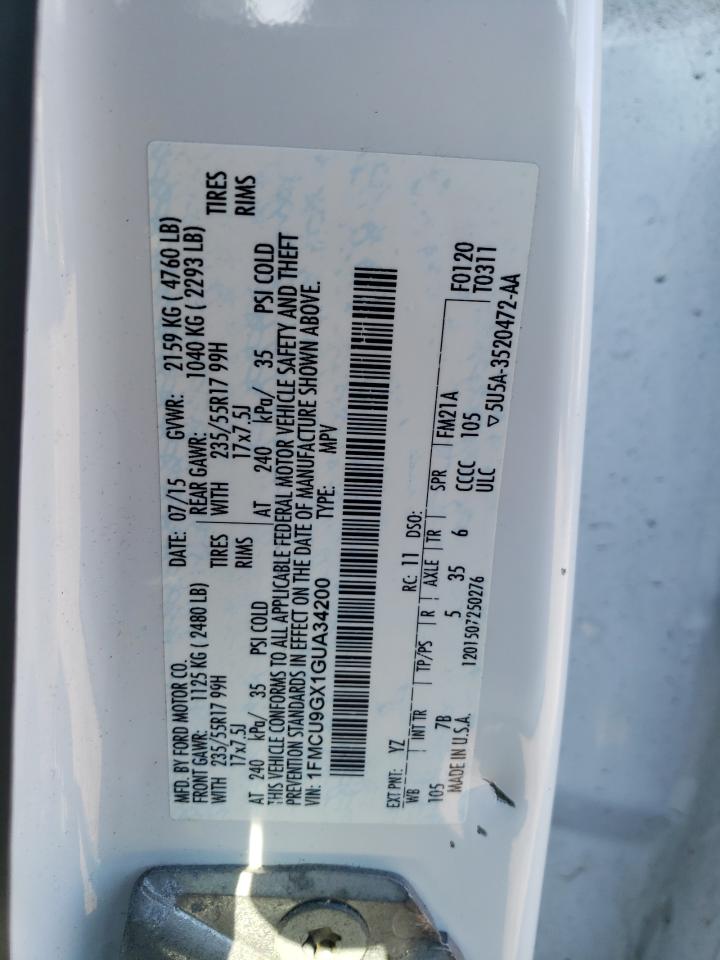 MFD. BY FORD MOTOR CO. DATE: 07/15 GVWR: 2159 KG ( 4760 LB)
FRONT GAWR: 1125 KG ( 2480 LB) REAR GAWR: 1040 KG ( 2293 LB)
WITH 235/55R17 99H TIRES WITH 235/55R17 99H TIRES
17x7.5J RIMS 17x7.5J RIMS
AT 240 kPa/ 35 PSI COLD AT 240 kPa/ 35 PSI COLD
THIS VEHICLE CONFORMS TO ALL APPLICABLE FEDERAL MOTOR VEHICLE SAFETY AND THEFT
PREVENTION STANDARDS IN EFFECT ON THE DATE OF MANUFACTURE SHOWN ABOVE.
VIN: 1FMCU9GX1GUA34200 TYPE: MPV
EXT PNT: YZ RC: 11 DSO: F0120
WB INT TR TP/PS R AXLE TR SPR FM21A T0311
105 7B 5 35 6 CCCC 105
MADE IN U.S.A. 1201507250276 ULC ▽5U5A-3520472-AA